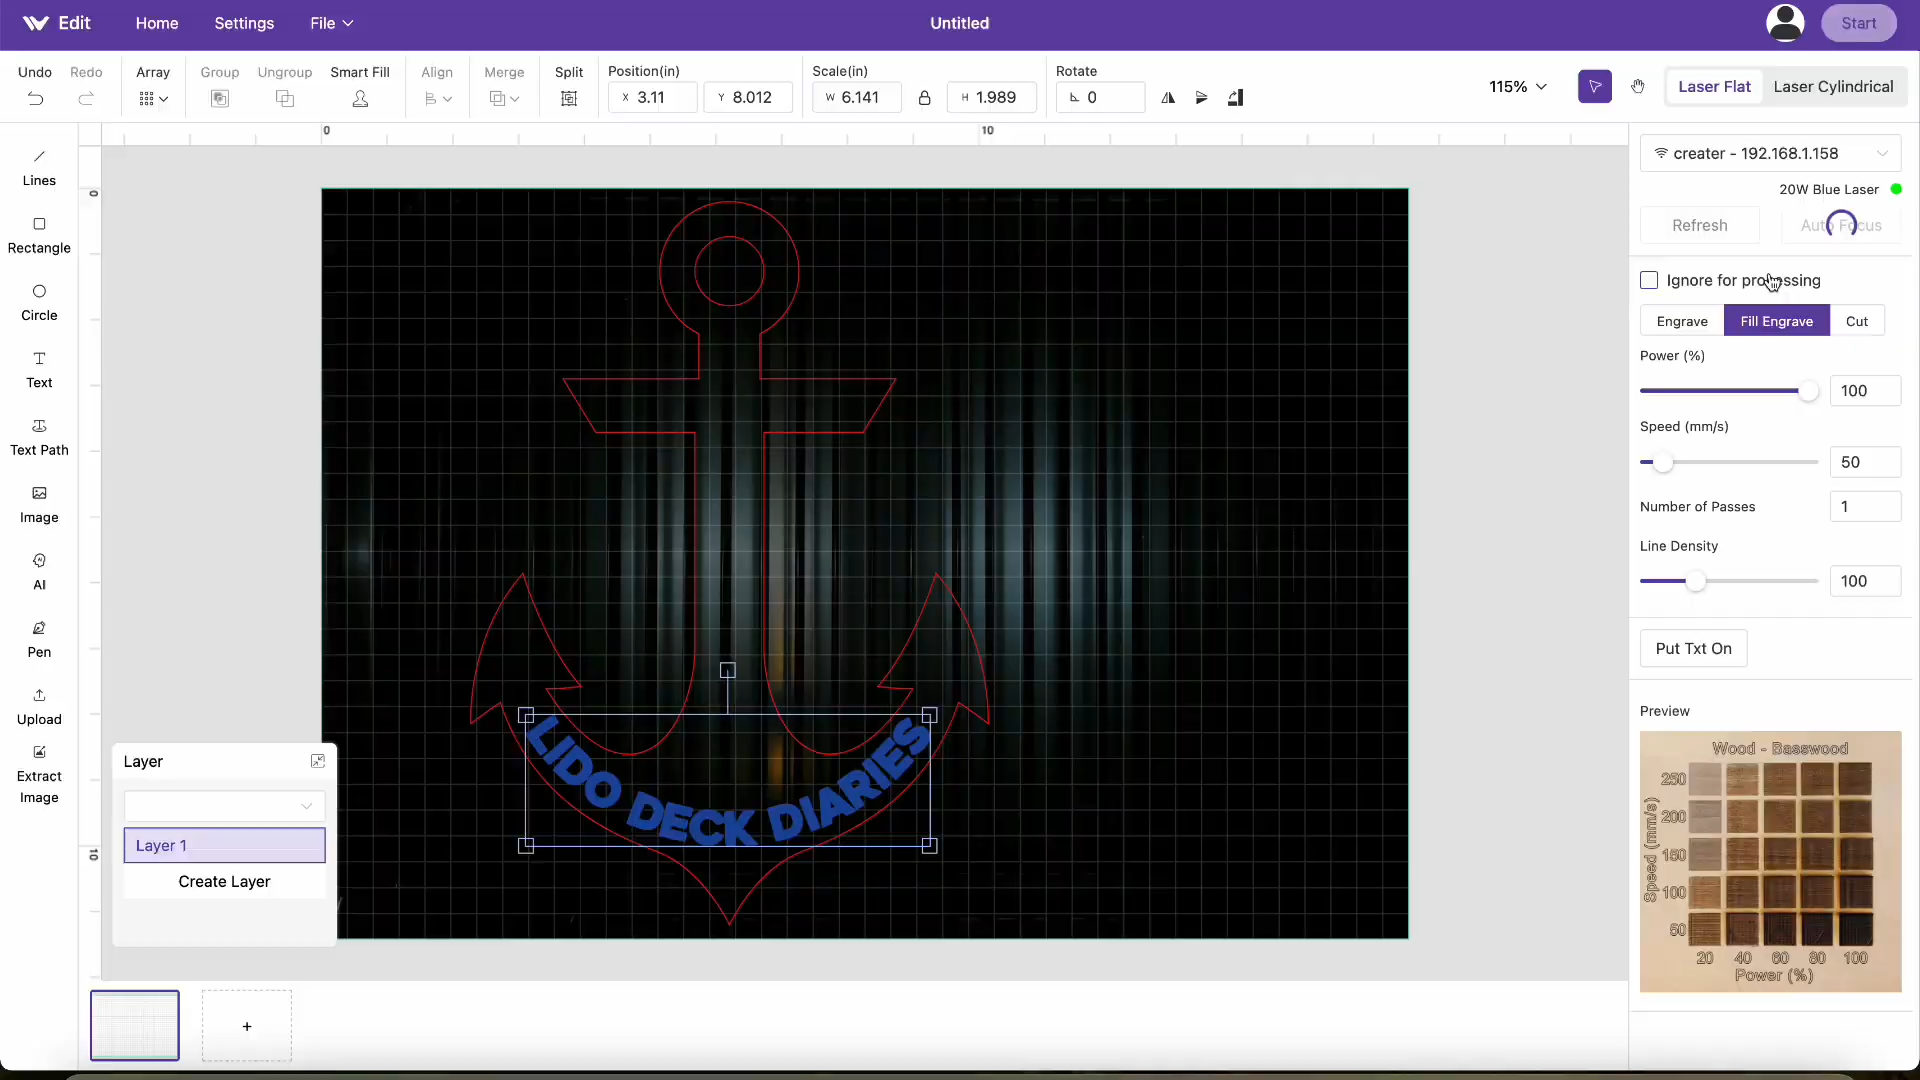 Edit Home Settings File Untitled Start
Undo Redo Array Group Ungroup Smart Fill Align Merge Split Position(in) Scale(in) Rotate
X 3.11 Y 8.012 W 6.141 H 1.989 0 115% Laser Flat Laser Cylindrical
0 10
0
10
Lines
Rectangle
Circle
Text
Text Path
Image
AI
Pen
Upload
Extract
Image
LIDO DECK DIARIES
Layer
Layer 1
Create Layer
+
creater - 192.168.1.158
20W Blue Laser
Refresh Auto Focus
Ignore for processing
Engrave Fill Engrave Cut
Power (%)
100
Speed (mm/s)
50
Number of Passes 1
Line Density
100
Put Txt On
Preview
Wood - Basswood
250
200
150
100
50
Speed (mm/s)
20 40 60 80 100
Power (%)